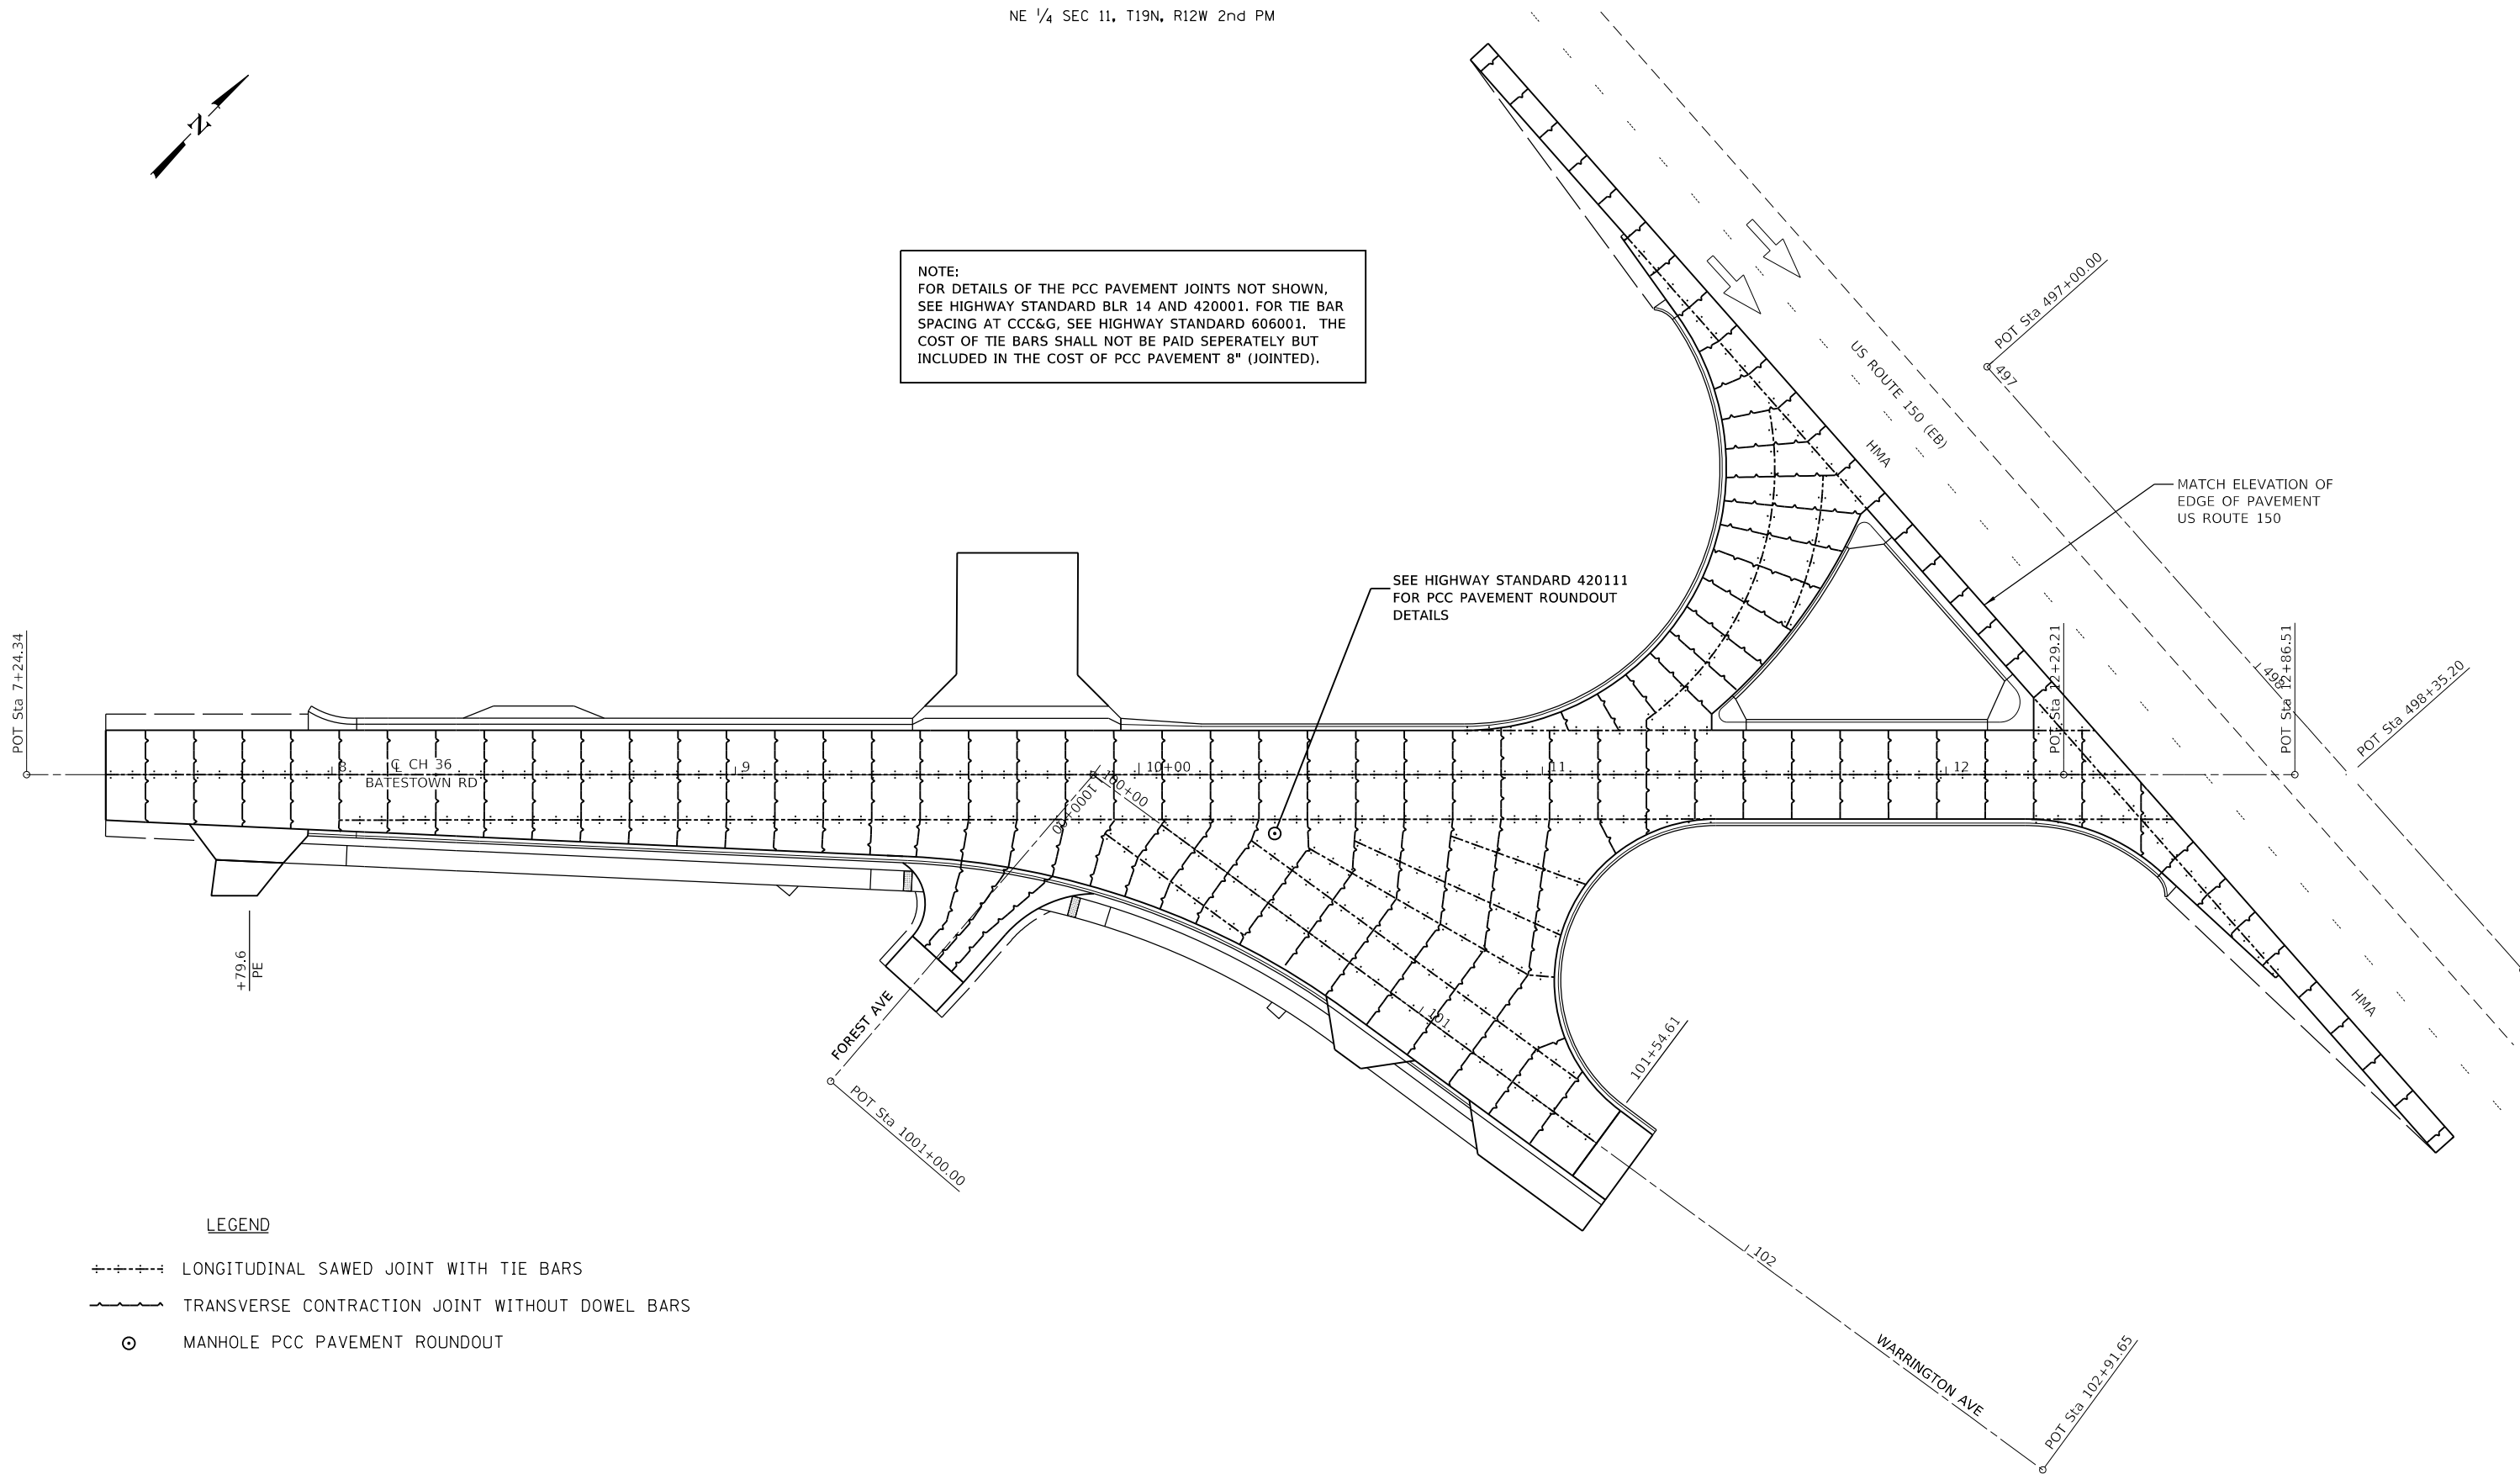 NE 1/4 SEC 11, T19N, R12W 2nd PM
N
NOTE:
FOR DETAILS OF THE PCC PAVEMENT JOINTS NOT SHOWN,
SEE HIGHWAY STANDARD BLR 14 AND 420001. FOR TIE BAR
SPACING AT CCC&G, SEE HIGHWAY STANDARD 606001. THE
COST OF TIE BARS SHALL NOT BE PAID SEPERATELY BUT
INCLUDED IN THE COST OF PCC PAVEMENT 8" (JOINTED).
POT Sta 497+00.00
497
US ROUTE 150 (EB)
HMA
MATCH ELEVATION OF
EDGE OF PAVEMENT
US ROUTE 150
SEE HIGHWAY STANDARD 420111
FOR PCC PAVEMENT ROUNDOUT
DETAILS
POT Sta 7+24.34
POT Sta 12+29.21
POT Sta 12+86.51
498
POT Sta 498+35.20
8
℄ CH 36
BATESTOWN RD
9
100+00
1000+00
10+00
11
12
+79.6
PE
FOREST AVE
POT Sta 1001+00.00
101
101+54.61
HMA
102
WARRINGTON AVE
POT Sta 102+91.65
LEGEND
LONGITUDINAL SAWED JOINT WITH TIE BARS
TRANSVERSE CONTRACTION JOINT WITHOUT DOWEL BARS
MANHOLE PCC PAVEMENT ROUNDOUT